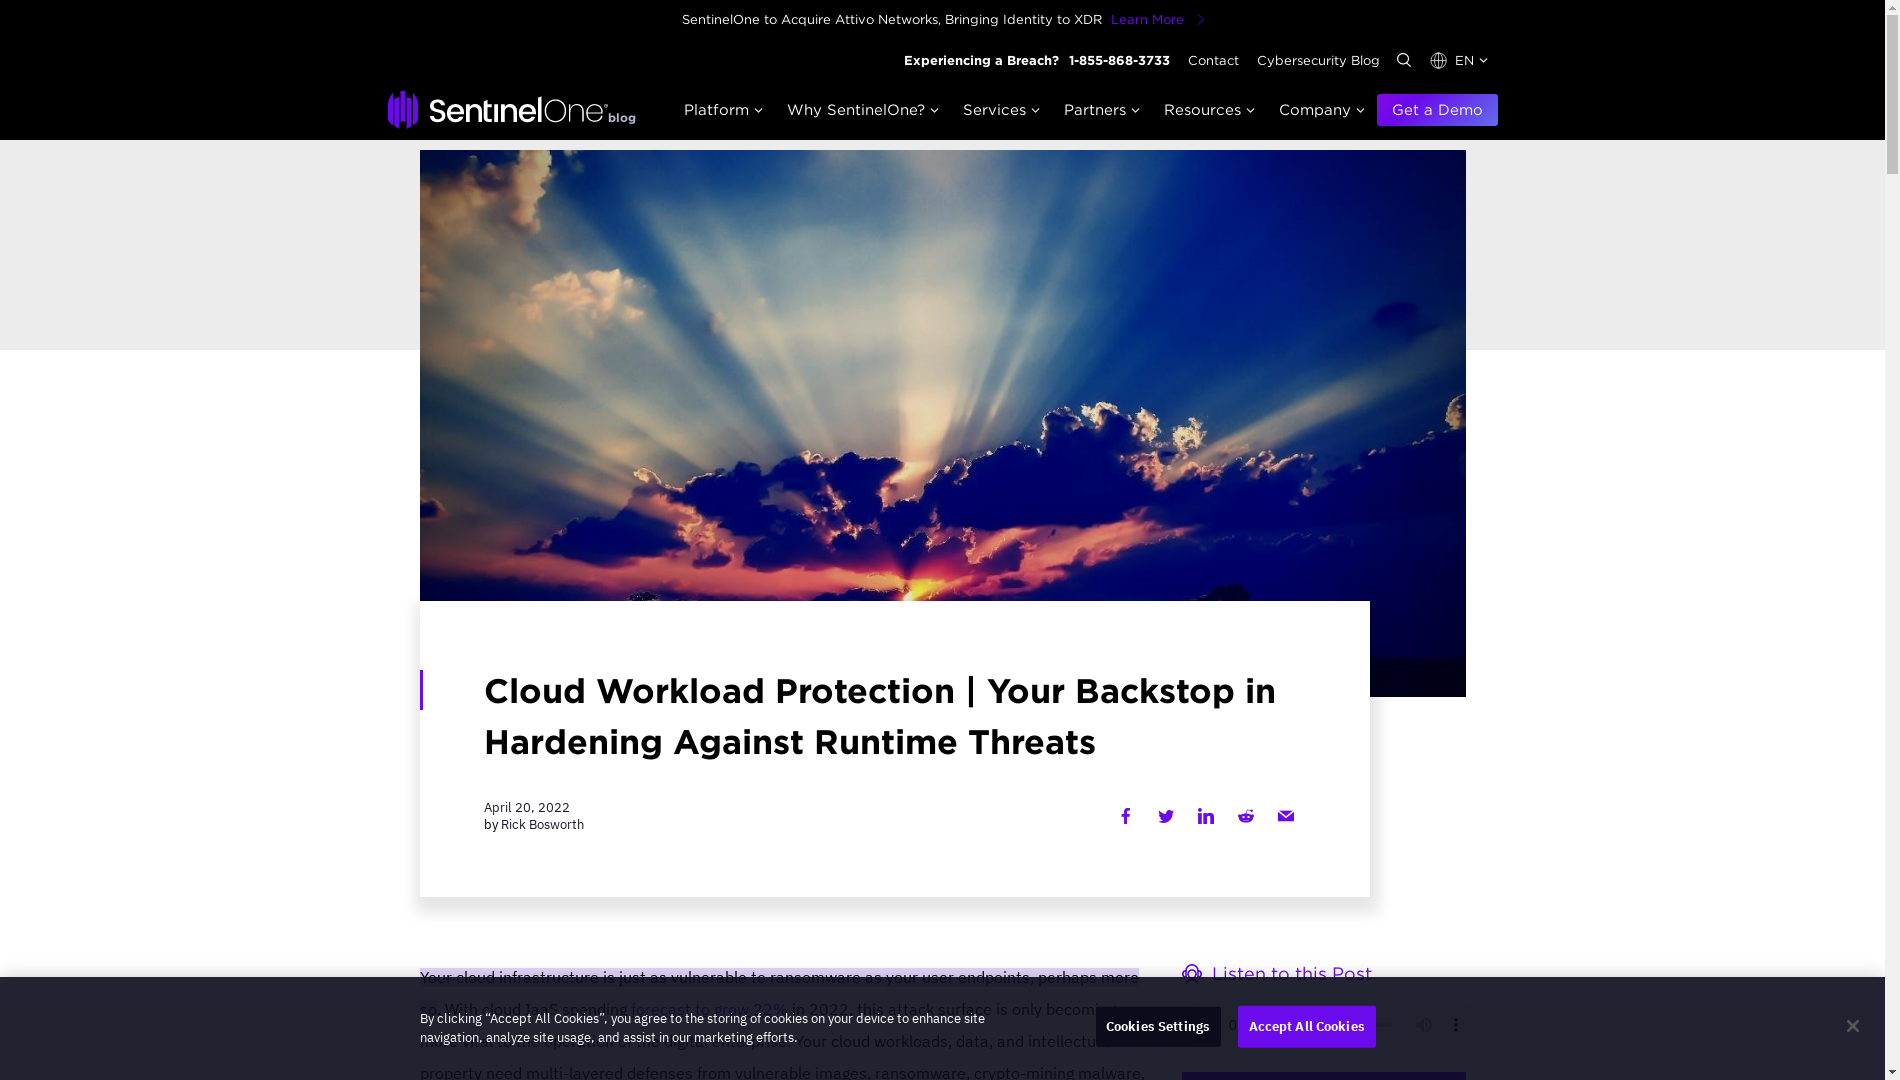 SentinelOne to Acquire Attivo Networks, Bringing Identity to XDR Learn More
Experiencing a Breach? 1-855-868-3733 Contact Cybersecurity Blog EN
SentinelOne® blog Platform Why SentinelOne? Services Partners Resources Company Get a Demo
Cloud Workload Protection | Your Backstop in
Hardening Against Runtime Threats
April 20, 2022
by Rick Bosworth
Your cloud infrastructure is just as vulnerable to ransomware as your user endpoints, perhaps more
Listen to this Post
so. With cloud IaaS spending forecast to grow 22% in 2022, this attack surface is only
By clicking “Accept All Cookies”, you agree to the storing of cookies on your device to enhance site
navigation, analyze site usage, and assist in our marketing efforts.
Cookies Settings
Accept All Cookies
Your cloud workloads, data, and
property need multi-layered defenses from vulnerable images, ransomware, crypto-mining malware,